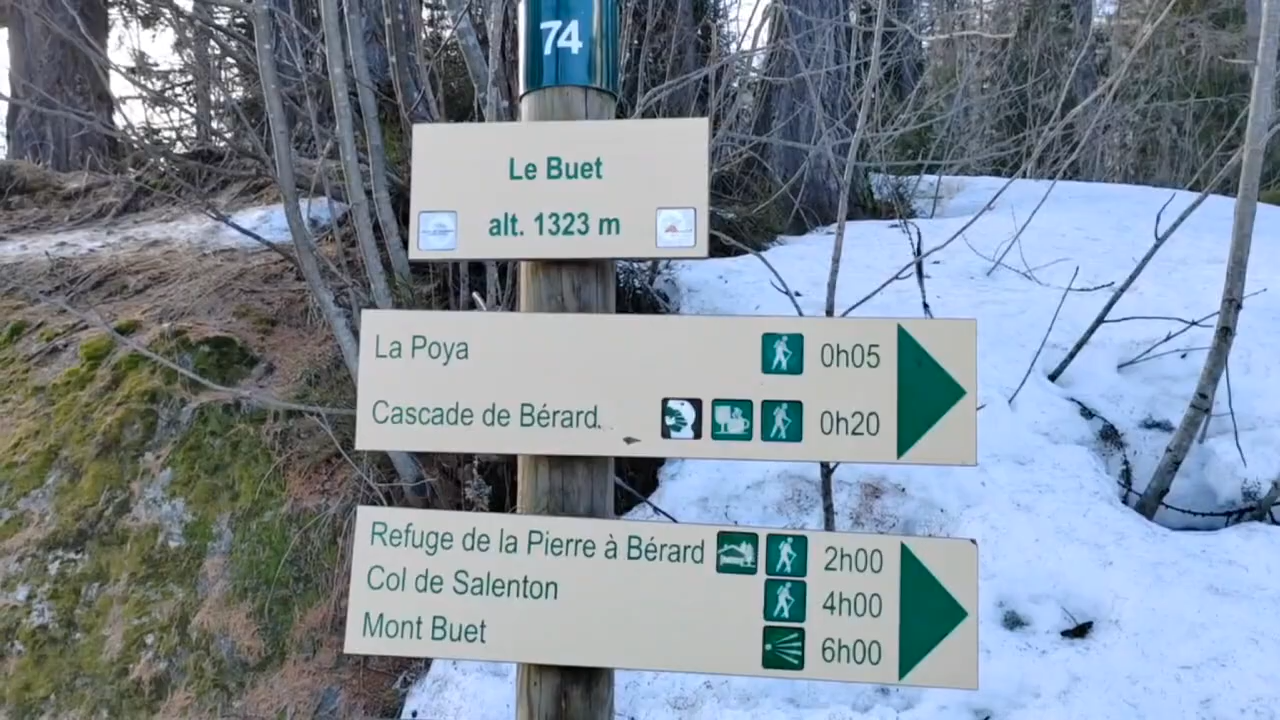 74
Le Buet
alt. 1323 m
La Poya 0h05
Cascade de Bérard. 0h20
Refuge de la Pierre à Bérard 2h00
Col de Salenton 4h00
Mont Buet 6h00